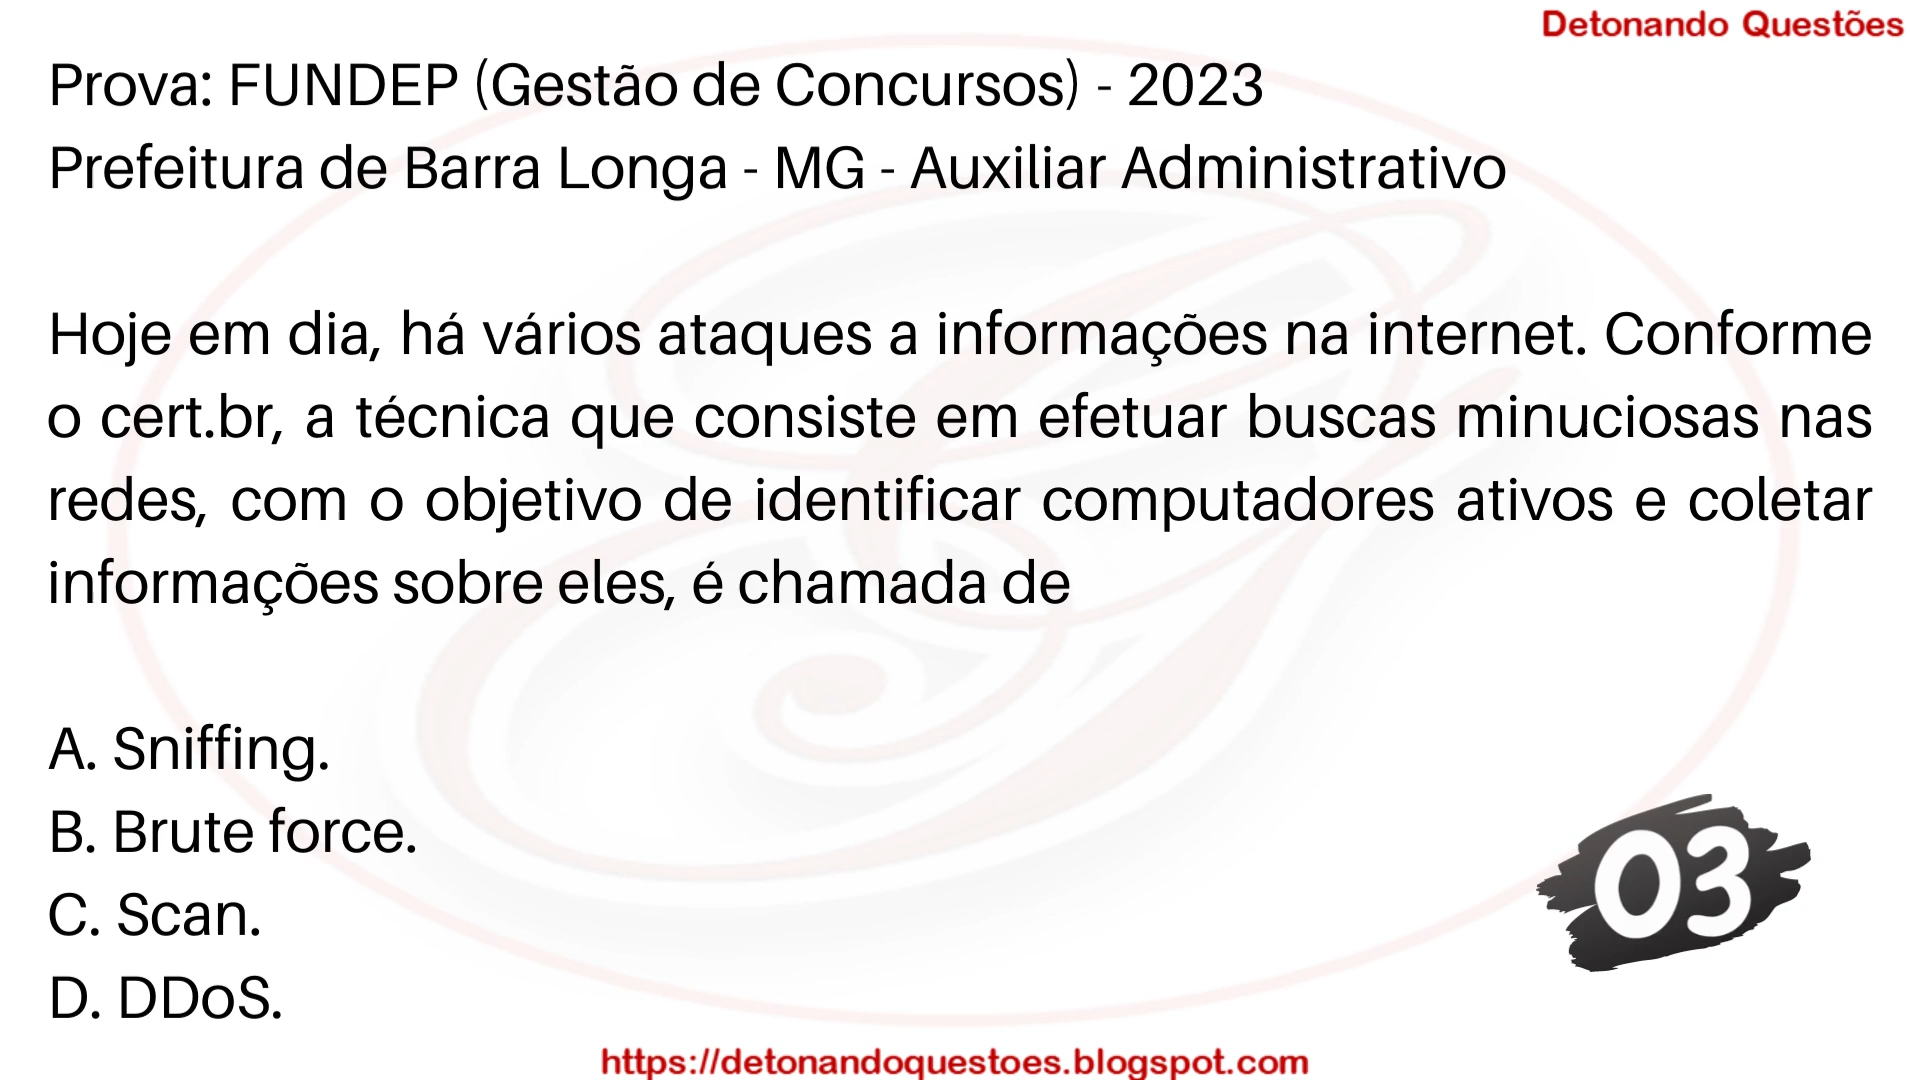 Detonando Questões
Prova: FUNDEP (Gestão de Concursos) - 2023
Prefeitura de Barra Longa - MG - Auxiliar Administrativo
Hoje em dia, há vários ataques a informações na internet. Conforme
o cert.br, a técnica que consiste em efetuar buscas minuciosas nas
redes, com o objetivo de identificar computadores ativos e coletar
informações sobre eles, é chamada de
A. Sniffing.
B. Brute force.
C. Scan.
D. DDoS.
03
https://detonandoquestoes.blogspot.com